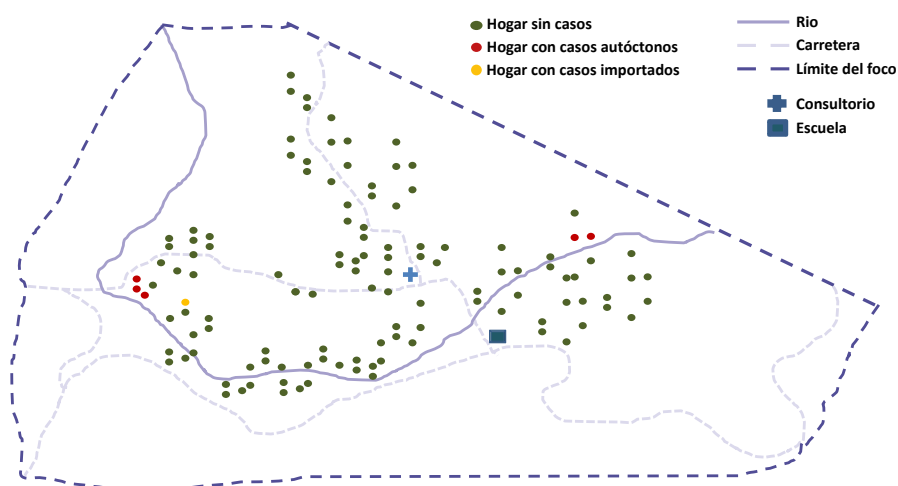 Hogar sin casos
Hogar con casos autóctonos
Hogar con casos importados
Rio
Carretera
Límite del foco
Consultorio
Escuela